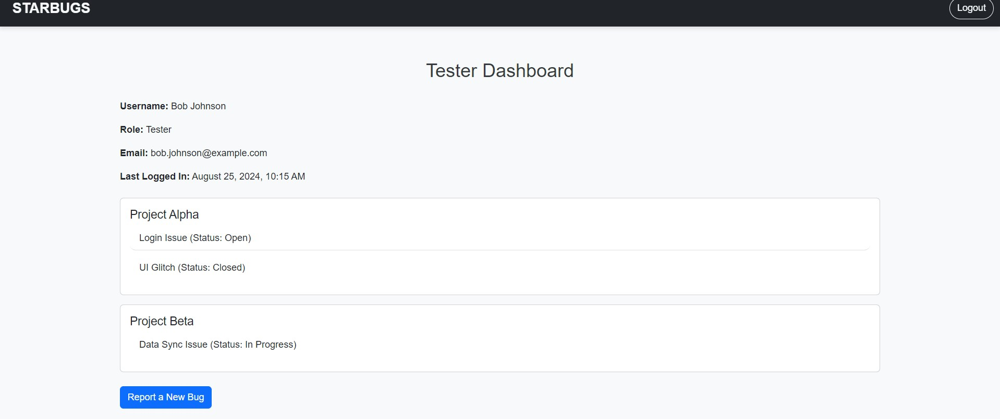 STARBUGS
Logout
Tester Dashboard
Username: Bob Johnson
Role: Tester
Email: bob.johnson@example.com
Last Logged In: August 25, 2024, 10:15 AM
Project Alpha
Login Issue (Status: Open)
UI Glitch (Status: Closed)
Project Beta
Data Sync Issue (Status: In Progress)
Report a New Bug